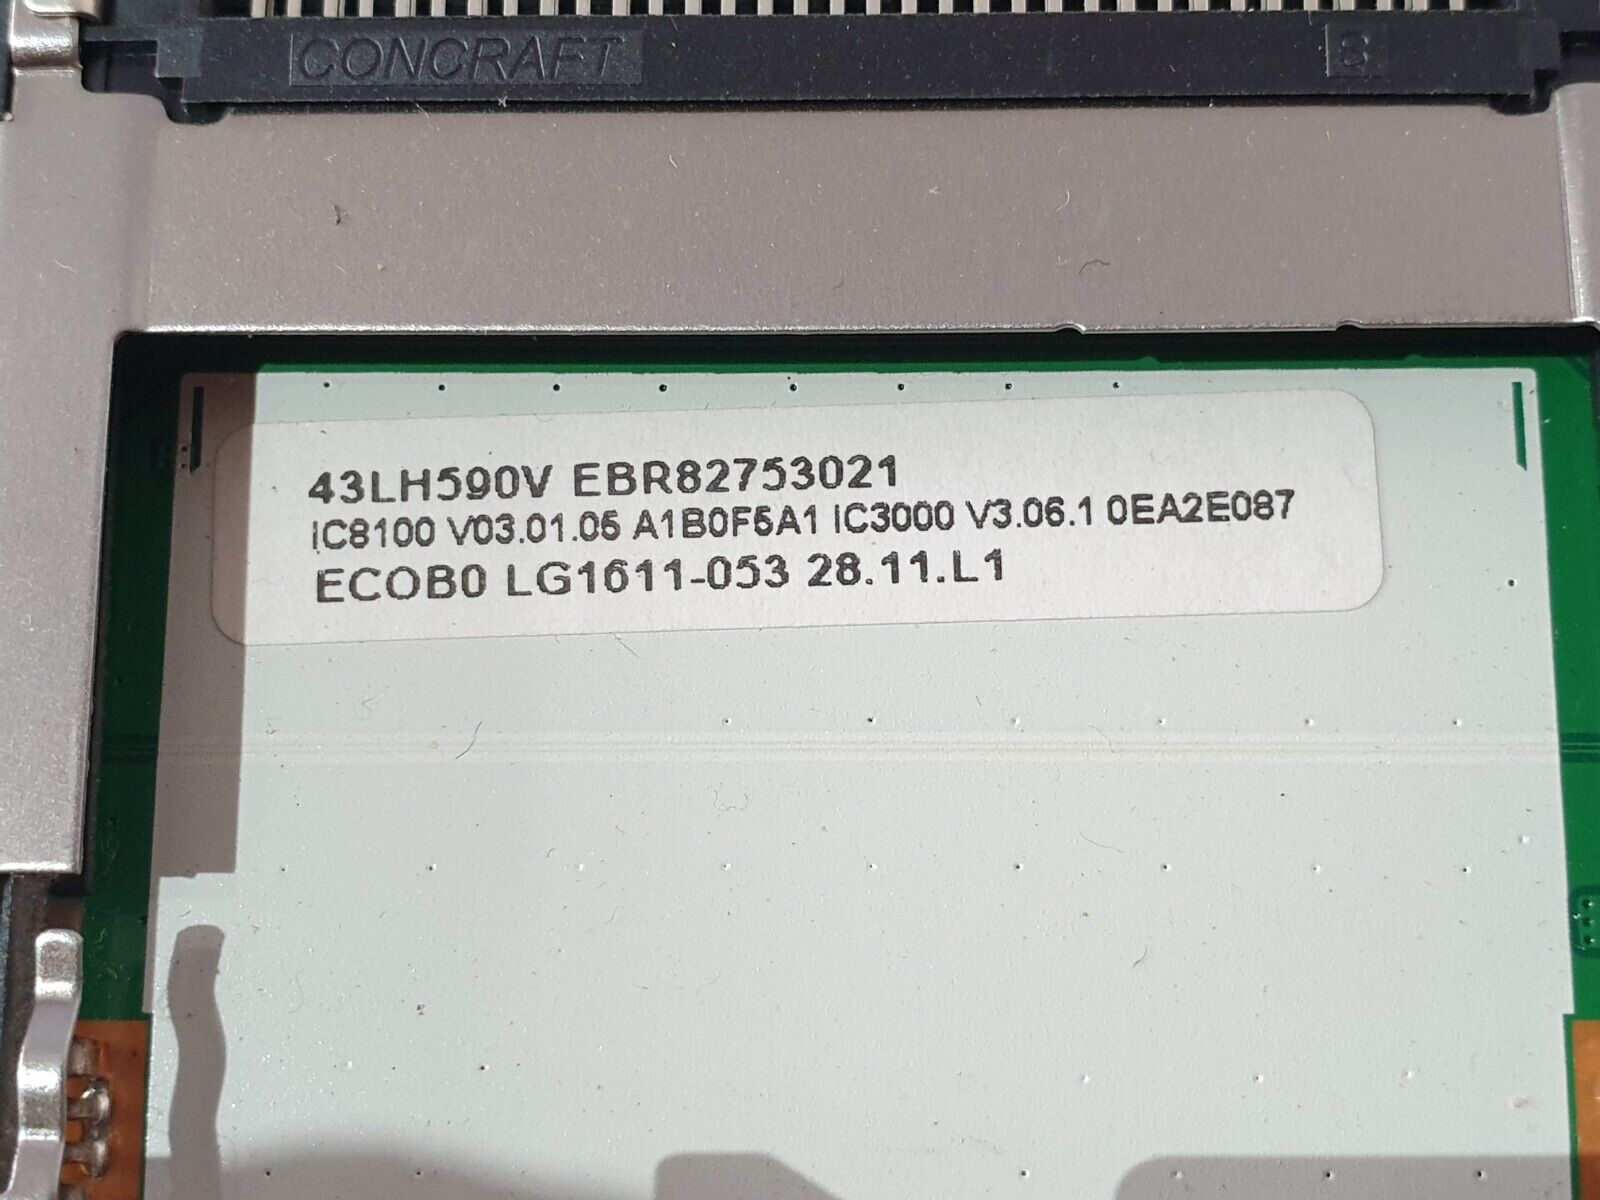 CONCRAFT S
43LH590V EBR82753021
IC8100 V03.01.05 A1B0F5A1 IC3000 V3.06.1 0EA2E087
ECOB0 LG1611-053 28.11.L1